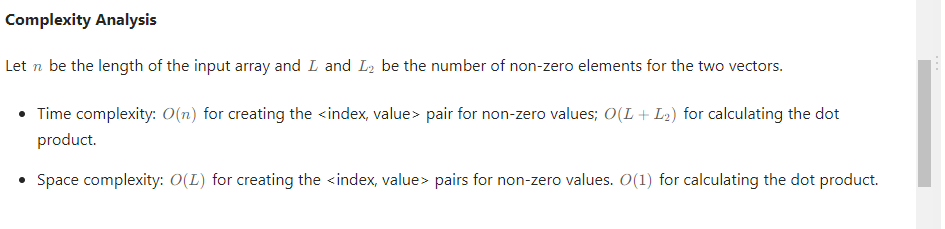 Complexity Analysis
Let n be the length of the input array and L and L₂ be the number of non-zero elements for the two vectors.
• Time complexity: O(n) for creating the <index, value> pair for non-zero values; O(L + L₂) for calculating the dot
product.
• Space complexity: O(L) for creating the <index, value> pairs for non-zero values. O(1) for calculating the dot product.